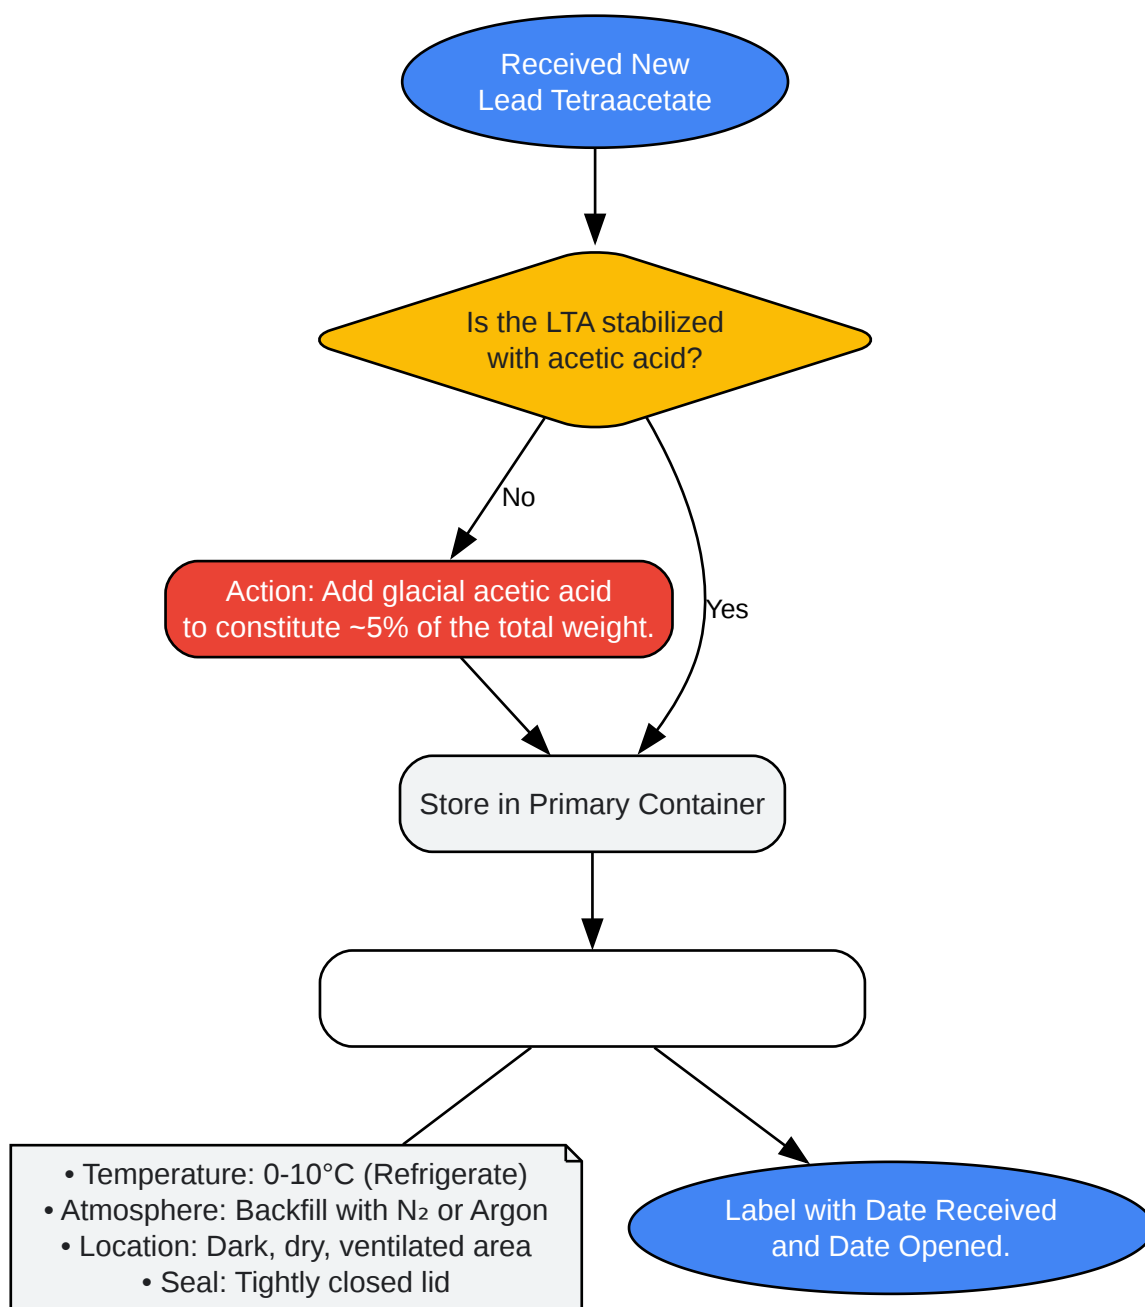 Received New
Lead Tetraacetate
Is the LTA stabilized
with acetic acid?
No
Yes
Action: Add glacial acetic acid
to constitute ~5% of the total weight.
Store in Primary Container
• Temperature: 0-10°C (Refrigerate)
• Atmosphere: Backfill with N₂ or Argon
• Location: Dark, dry, ventilated area
• Seal: Tightly closed lid
Label with Date Received
and Date Opened.